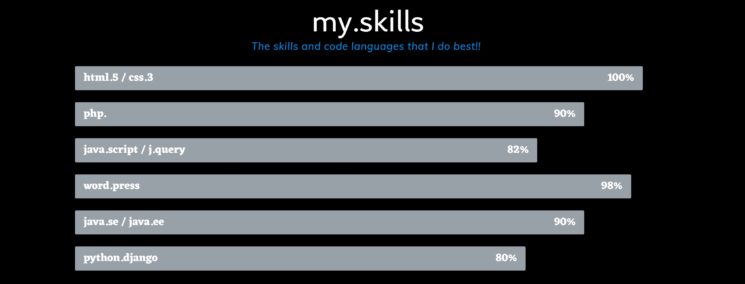 my.skills
The skills and code languages that I do best!!
html.5 / css.3 100%
php. 90%
java.script / j.query 82%
word.press 98%
java.se / java.ee 90%
python.django 80%